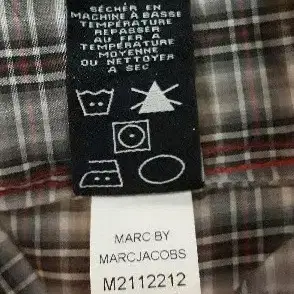 SÉCHER EN
MACHINE À BASSE
TEMPÉRATURE
REPASSER
AU FER À
TEMPÉRATURE
MOYENNE
OU NETTOYER
À SEC
MARC BY
MARCJACOBS
M2112212